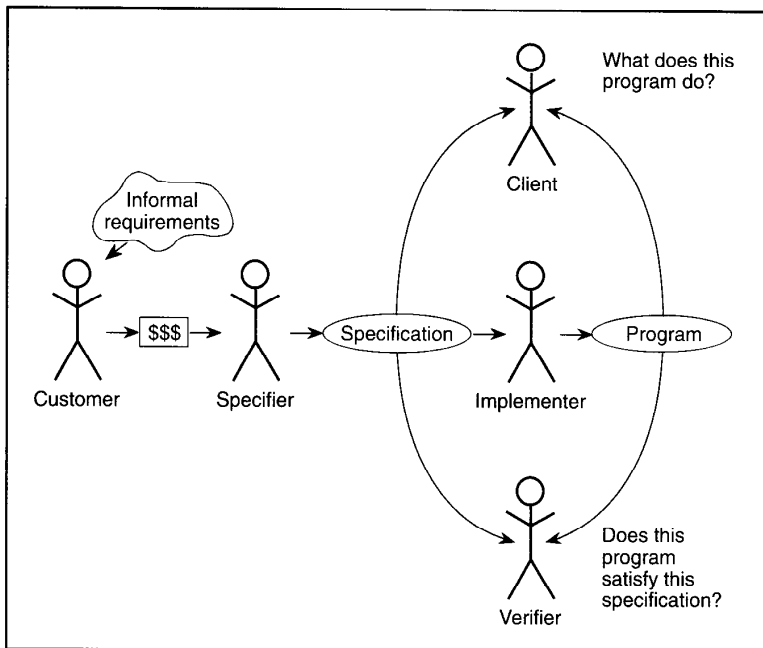 What does this
program do?
Client
Informal
requirements
$$$
Specification
Program
Customer
Specifier
Implementer
Does this
program
satisfy this
specification?
Verifier